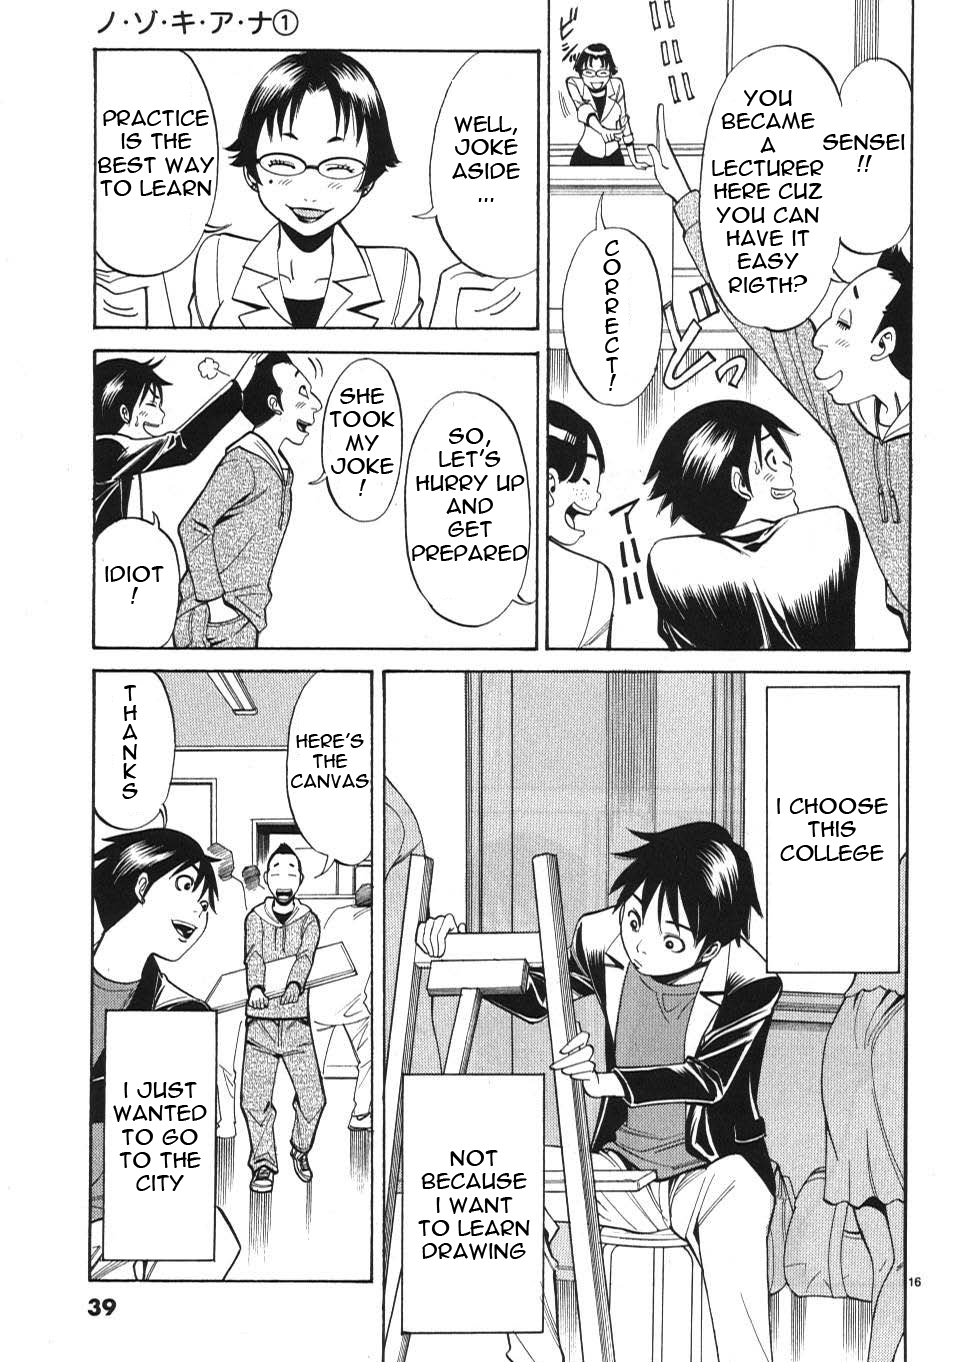 ノ・ゾ・キ・ア・ナ①
SENSEI
!!
YOU
BECAME
A
LECTURER
HERE CUZ
YOU CAN
HAVE IT
EASY
RIGTH?
CORRECT!
WELL,
JOKE
ASIDE
...
PRACTICE
IS THE
BEST WAY
TO LEARN
SO,
LET'S
HURRY UP
AND
GET
PREPARED
SHE
TOOK
MY
JOKE
!
IDIOT
!
I CHOOSE
THIS
COLLEGE
NOT
BECAUSE
I WANT
TO LEARN
DRAWING
HERE'S
THE
CANVAS
THANKS
I JUST
WANTED
TO GO
TO THE
CITY
16
39